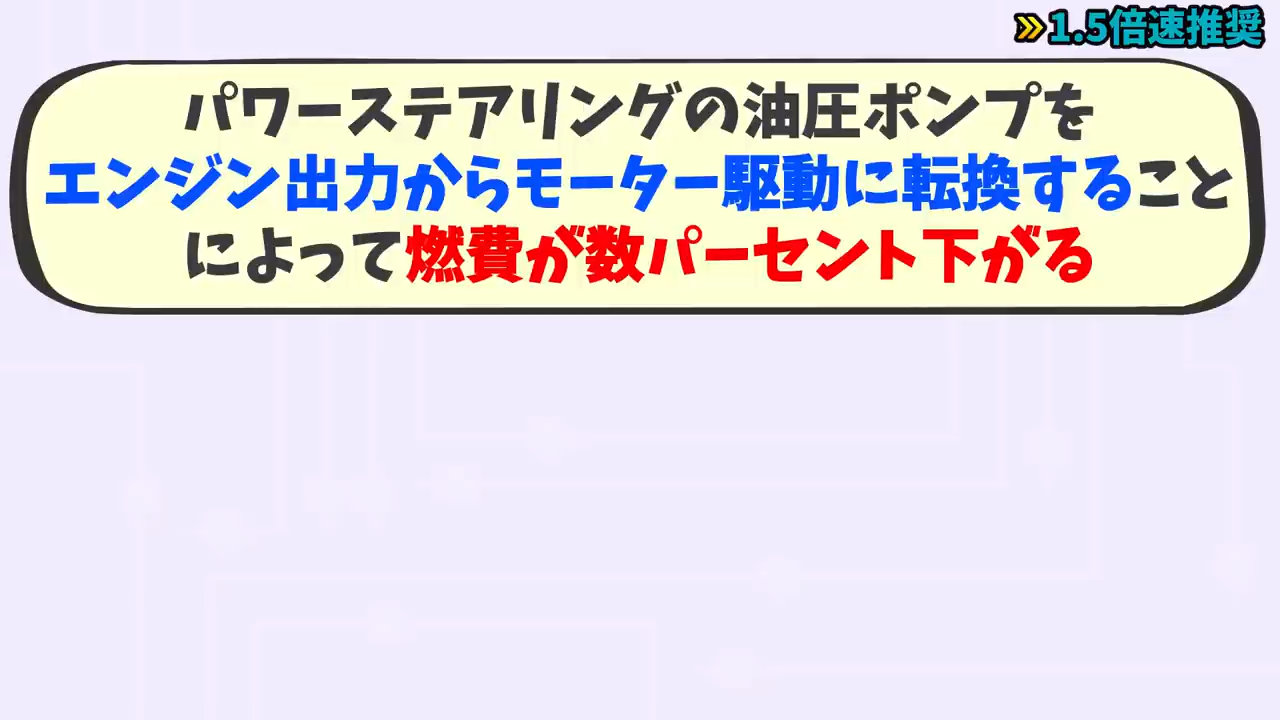 1.5倍速推奨
パワーステアリングの油圧ポンプを
エンジン出力からモーター駆動に転換すること
によって燃費が数パーセント下がる